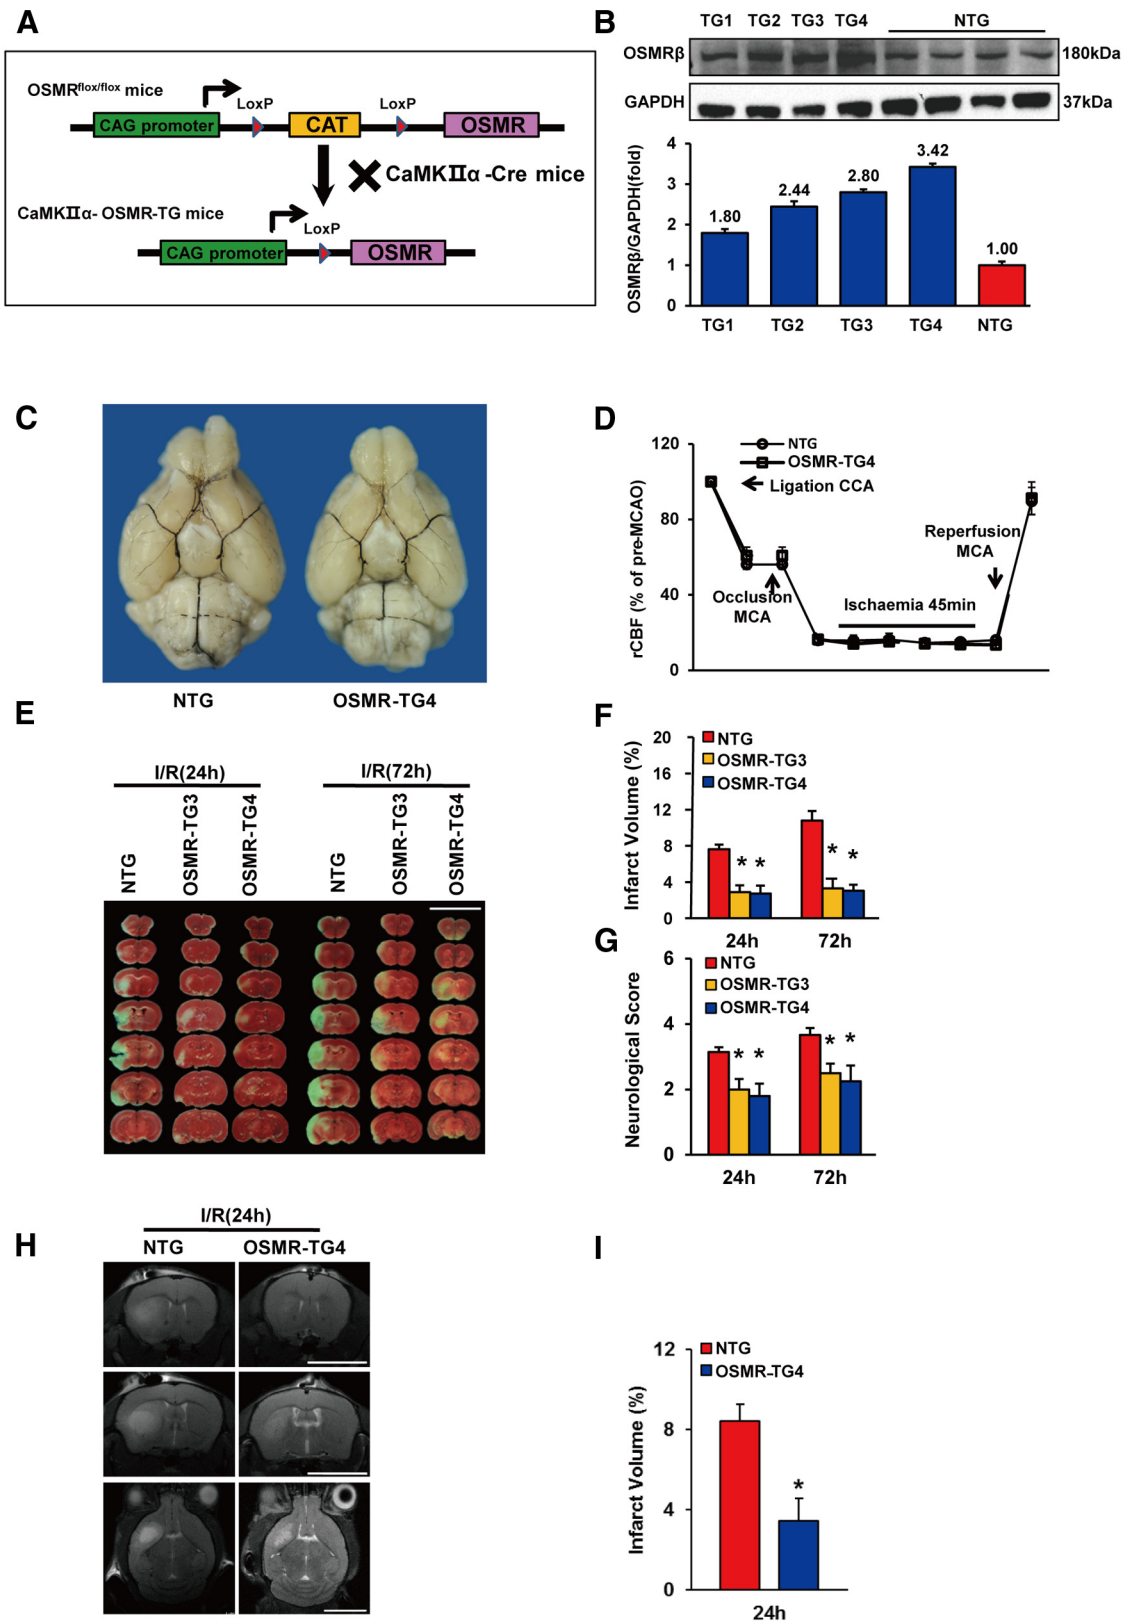 A
OSMRflox/flox mice
LoxP
LoxP
CAG promoter
CAT
OSMR
CaMKIIα -Cre mice
CaMKIIα- OSMR-TG mice
LoxP
CAG promoter
OSMR
B
TG1 TG2 TG3 TG4 NTG
OSMRβ
180kDa
GAPDH
37kDa
OSMRβ/GAPDH(fold)
4
3
2
1
0
1.80
2.44
2.80
3.42
1.00
TG1 TG2 TG3 TG4 NTG
C
NTG OSMR-TG4
D
rCBF (% of pre-MCAO)
120
80
40
0
NTG
OSMR-TG4
Ligation CCA
Occlusion
MCA
Ischaemia 45min
Reperfusion
MCA
E
I/R(24h) I/R(72h)
NTG
OSMR-TG3
OSMR-TG4
NTG
OSMR-TG3
OSMR-TG4
F
Infarct Volume (%)
20
16
12
8
4
0
NTG
OSMR-TG3
OSMR-TG4
* *
* *
24h 72h
G
Neurological Score
6
4
2
0
NTG
OSMR-TG3
OSMR-TG4
* *
* *
24h 72h
H
I/R(24h)
NTG OSMR-TG4
I
Infarct Volume (%)
12
8
4
0
NTG
OSMR-TG4
*
24h